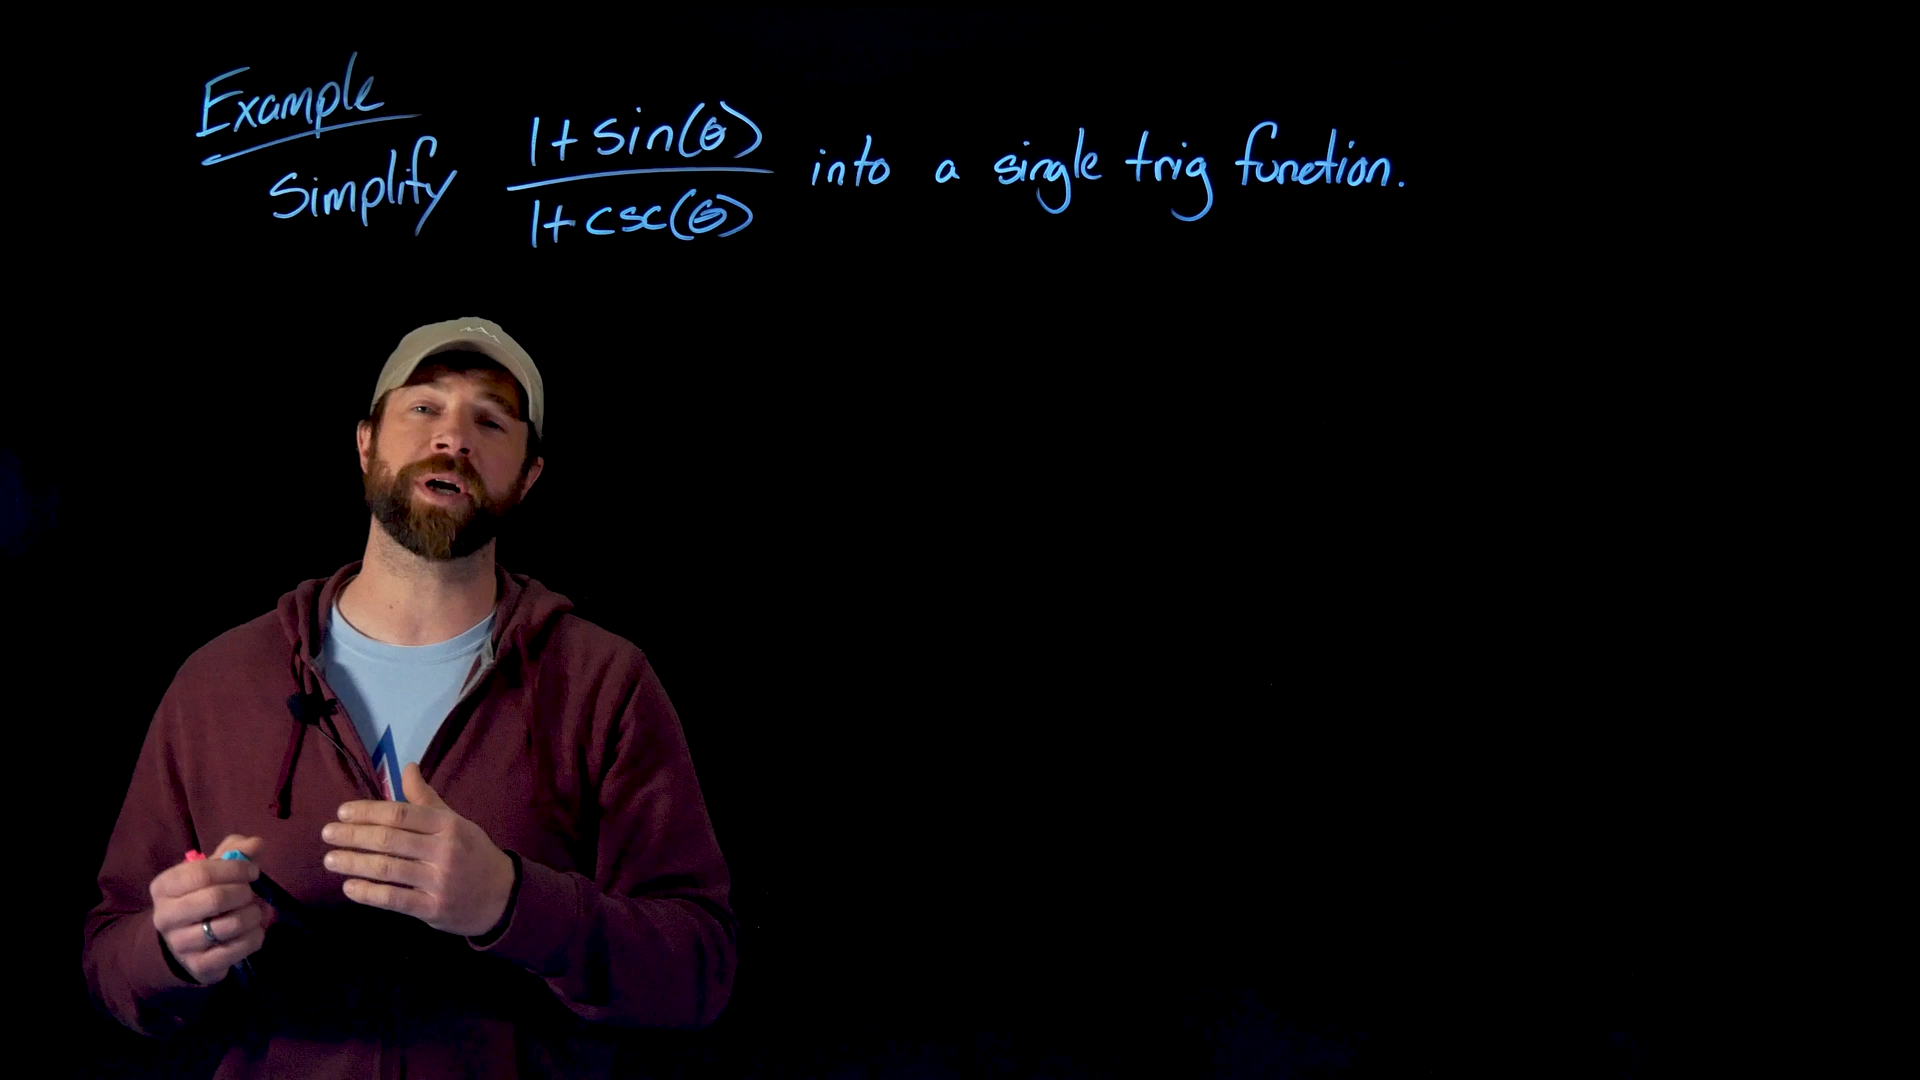 Example
Simplify (1+sin(θ))/(1+csc(θ)) into a single trig function.